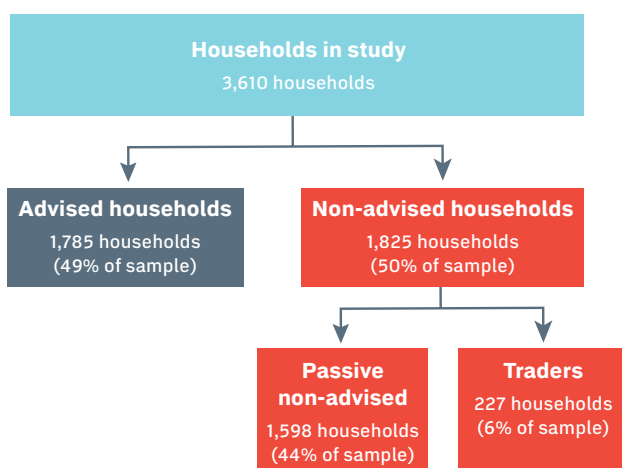 Households in study
3,610 households
Advised households
1,785 households
(49% of sample)
Non-advised households
1,825 households
(50% of sample)
Passive
non-advised
1,598 households
(44% of sample)
Traders
227 households
(6% of sample)